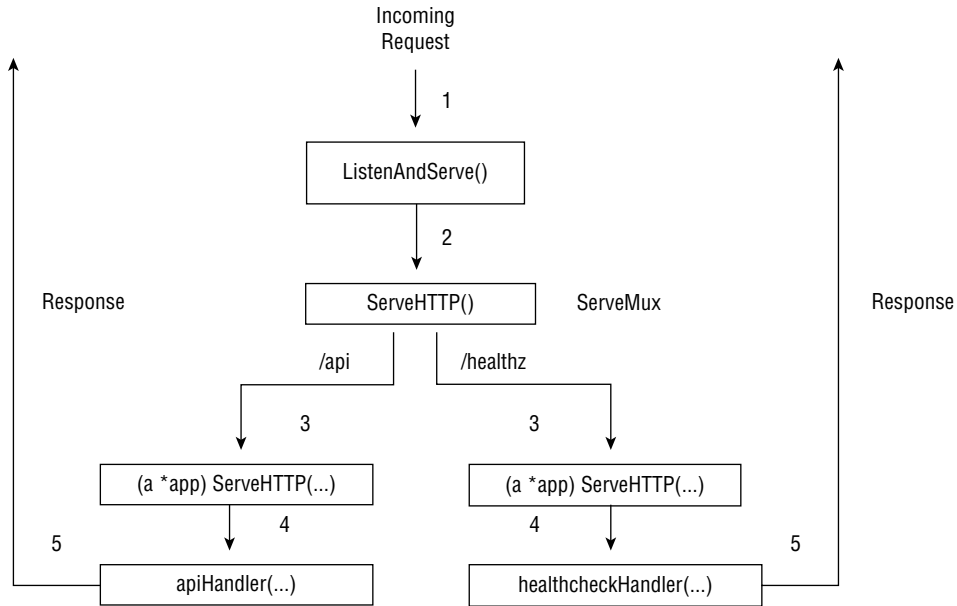 Incoming
Request
1
ListenAndServe()
2
Response
ServeHTTP()
ServeMux
Response
/api
/healthz
3
3
(a *app) ServeHTTP(...)
(a *app) ServeHTTP(...)
4
4
5
5
apiHandler(...)
healthcheckHandler(...)